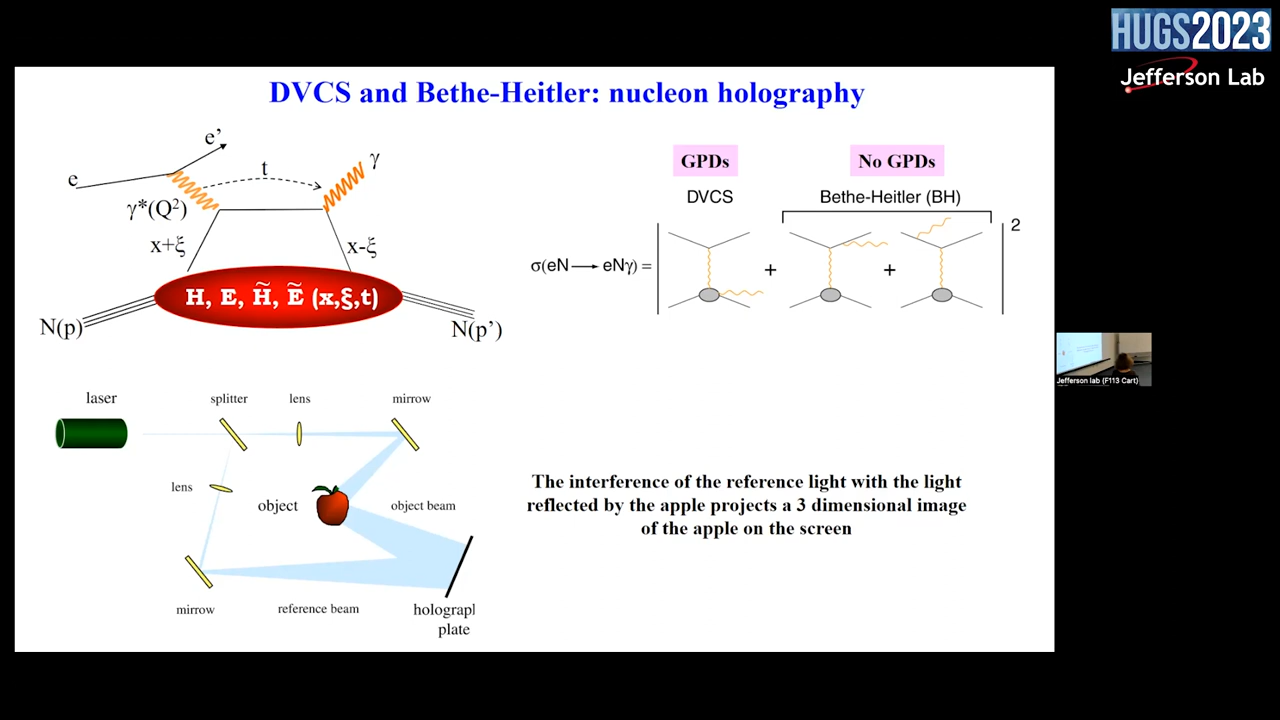 HUGS2023
Jefferson Lab
DVCS and Bethe-Heitler: nucleon holography
e
e'
t
γ
γ*(Q²)
x+ξ
x-ξ
H, E, H̃, Ẽ (x,ξ,t)
N(p)
N(p')
GPDs
No GPDs
DVCS
Bethe-Heitler (BH)
2
σ(eN → eNγ) =
+
+
Jefferson lab (F113 Cart)
laser
splitter
lens
mirrow
lens
object
object beam
mirrow
reference beam
holograpl
plate
The interference of the reference light with the light
reflected by the apple projects a 3 dimensional image
of the apple on the screen